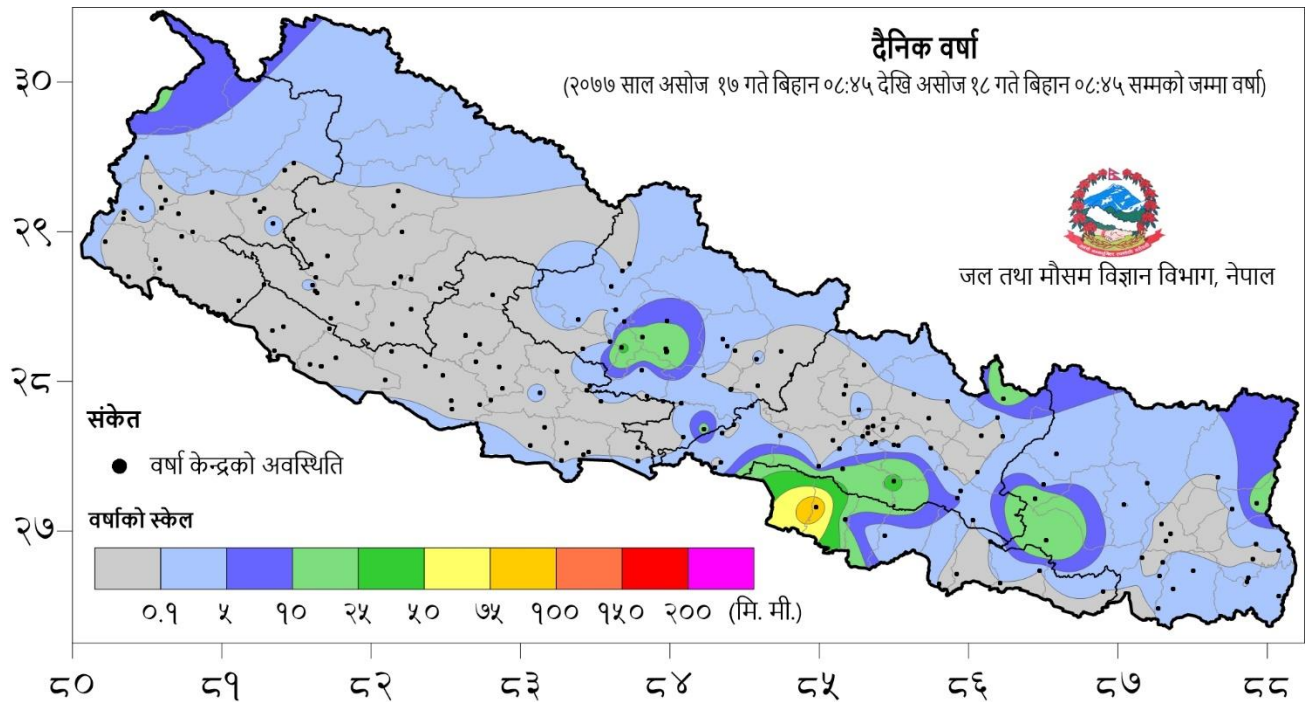 दैनिक वर्षा
(२०७७ साल असोज १७ गते बिहान ०८:४५ देखि असोज १८ गते बिहान ०८:४५ सम्मको जम्मा वर्षा)
३०
२९
जल तथा मौसम विज्ञान विभाग, नेपाल
२८
संकेत
वर्षा केन्द्रको अवस्थिति
वर्षाको स्केल
२७
०.१ ५ १० २५ ५० ७५ १०० १५० २०० (मि. मी.)
८० ८१ ८२ ८३ ८४ ८५ ८६ ८७ ८८